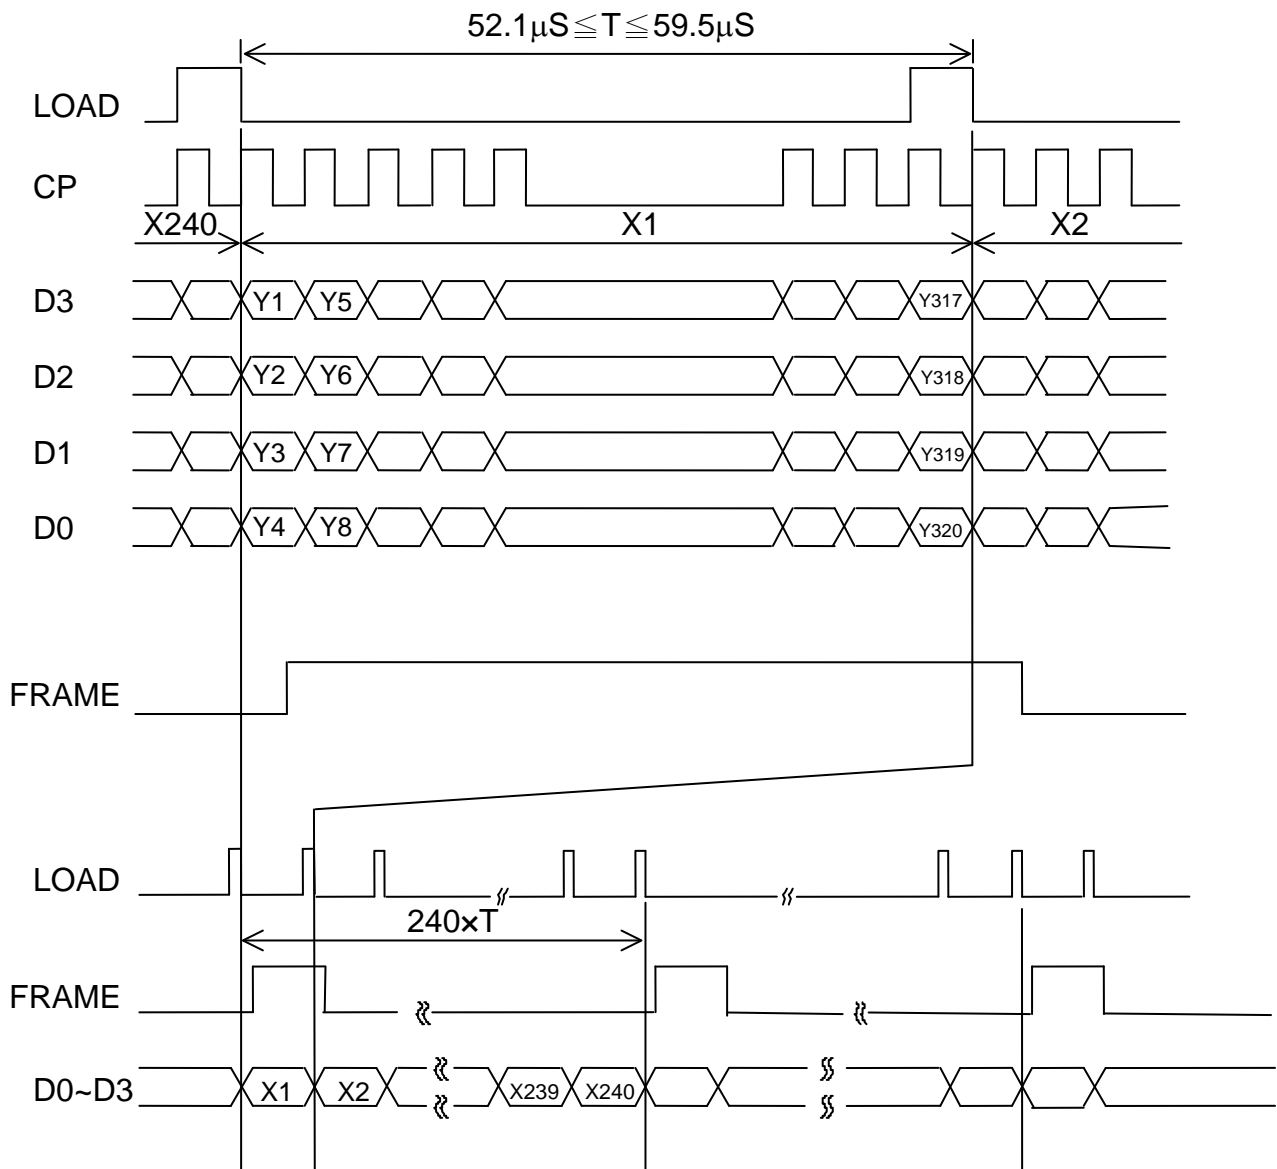 52.1μS≦T≦59.5μS
LOAD
CP
X240 X1 X2
D3 Y1 Y5 Y317
D2 Y2 Y6 Y318
D1 Y3 Y7 Y319
D0 Y4 Y8 Y320
FRAME
LOAD
240×T
FRAME
D0~D3 X1 X2 X239 X240